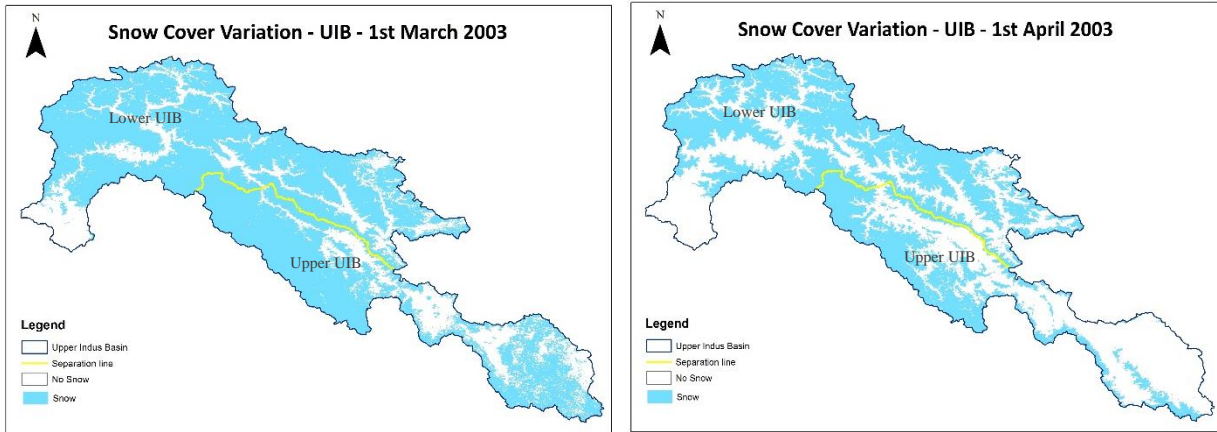 N
Snow Cover Variation - UIB - 1st March 2003
Lower UIB
Upper UIB
Legend
Upper Indus Basin
Separation line
No Snow
Snow
N
Snow Cover Variation - UIB - 1st April 2003
Lower UIB
Upper UIB
Legend
Upper Indus Basin
Separation line
No Snow
Snow